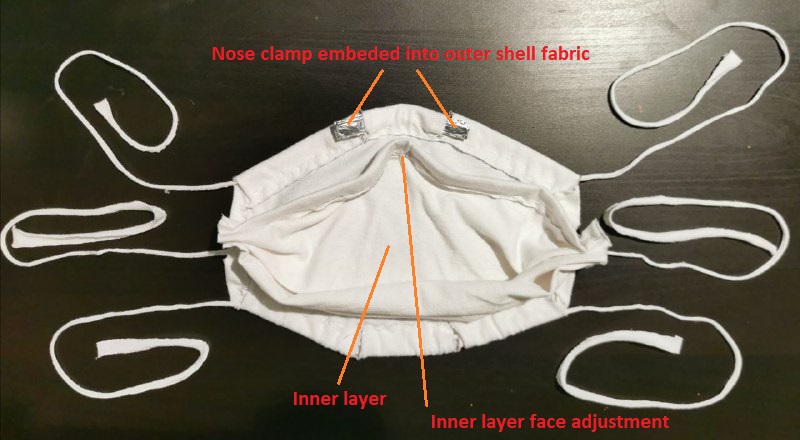 Nose clamp embeded into outer shell fabric
Inner layer
Inner layer face adjustment